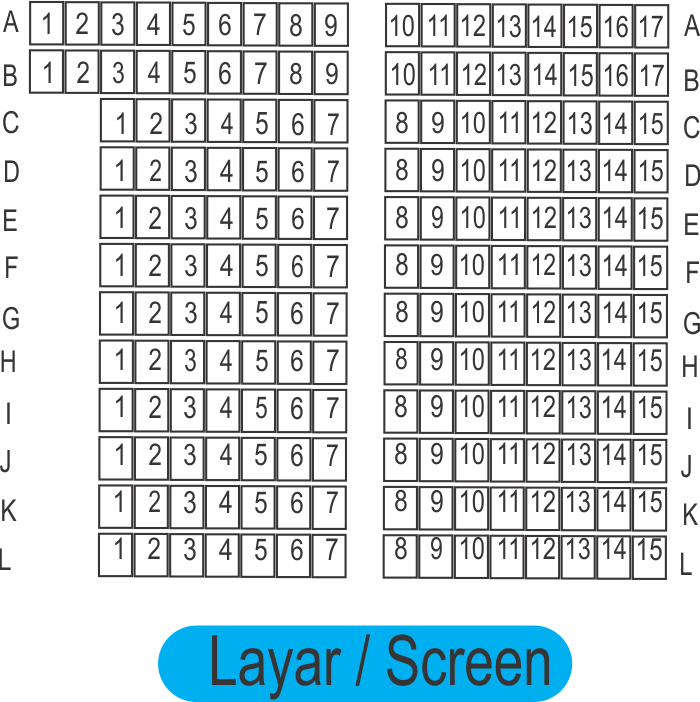 A 1 2 3 4 5 6 7 8 9 10 11 12 13 14 15 16 17 A
B 1 2 3 4 5 6 7 8 9 10 11 12 13 14 15 16 17 B
C 1 2 3 4 5 6 7 8 9 10 11 12 13 14 15 C
D 1 2 3 4 5 6 7 8 9 10 11 12 13 14 15 D
E 1 2 3 4 5 6 7 8 9 10 11 12 13 14 15 E
F 1 2 3 4 5 6 7 8 9 10 11 12 13 14 15 F
G 1 2 3 4 5 6 7 8 9 10 11 12 13 14 15 G
H 1 2 3 4 5 6 7 8 9 10 11 12 13 14 15 H
I 1 2 3 4 5 6 7 8 9 10 11 12 13 14 15 I
J 1 2 3 4 5 6 7 8 9 10 11 12 13 14 15 J
K 1 2 3 4 5 6 7 8 9 10 11 12 13 14 15 K
L 1 2 3 4 5 6 7 8 9 10 11 12 13 14 15 L
Layar / Screen